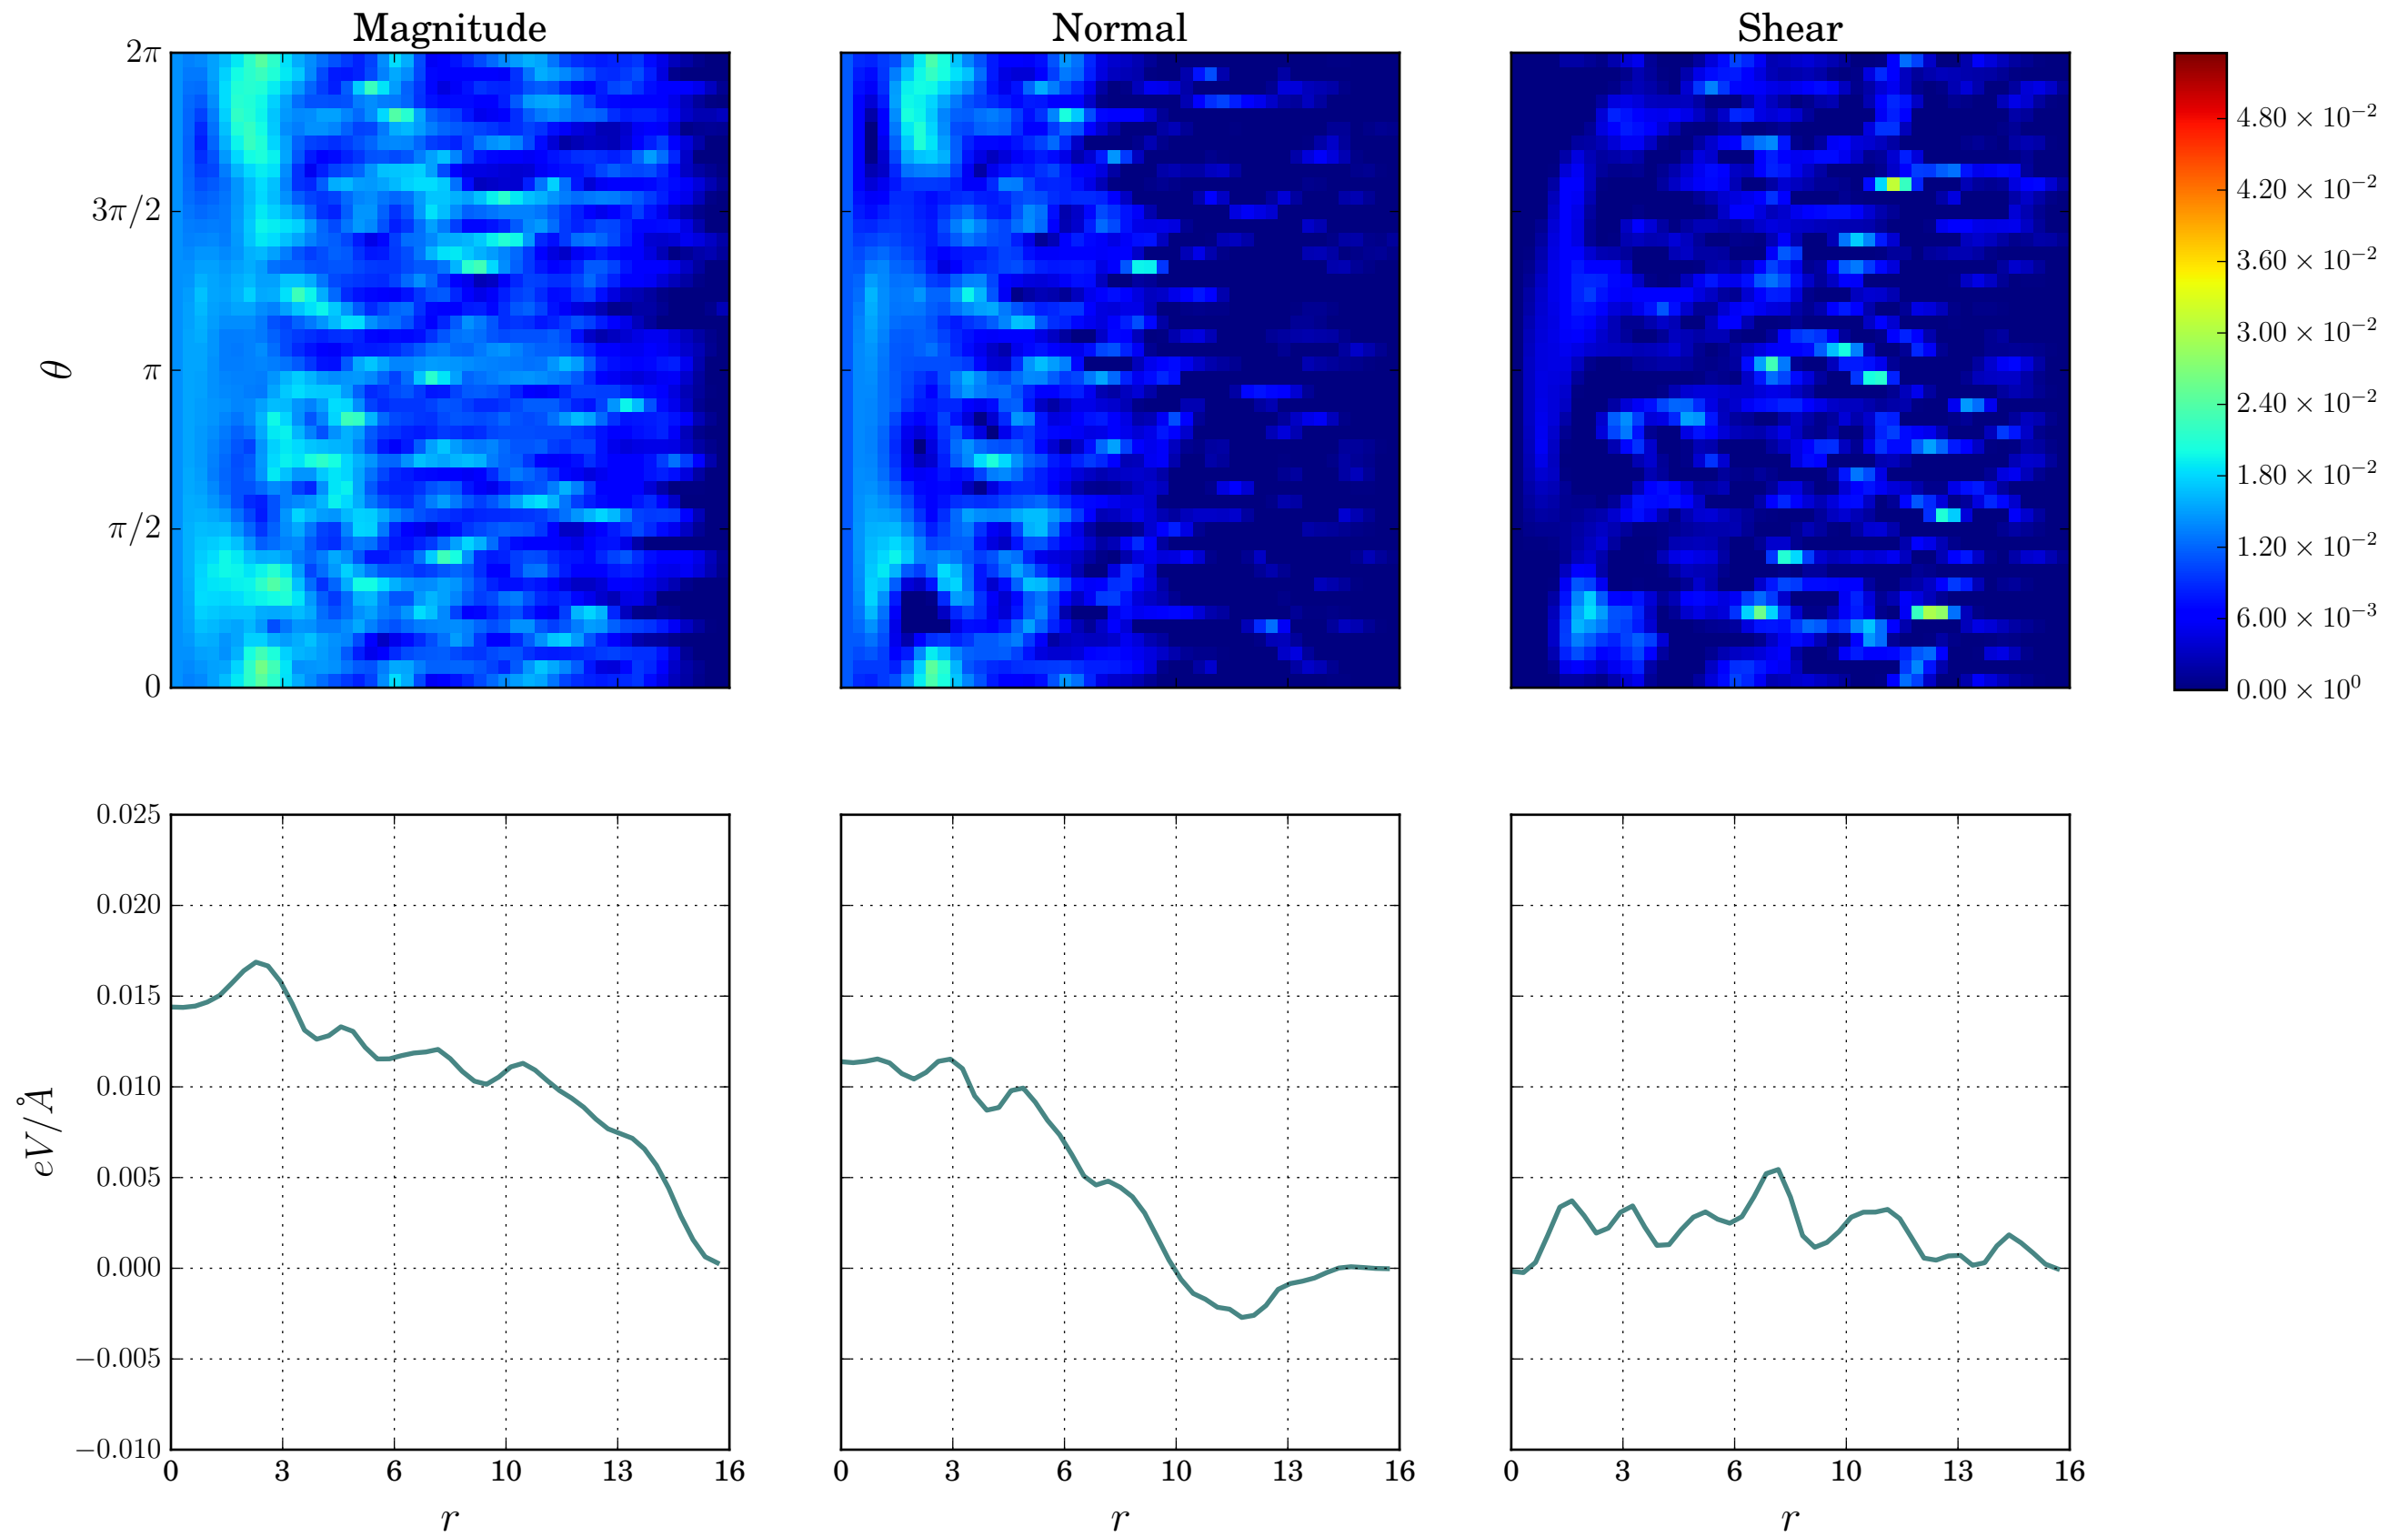 Magnitude Normal Shear
2π
3π/2
π
π/2
0
θ
4.80 × 10⁻²
4.20 × 10⁻²
3.60 × 10⁻²
3.00 × 10⁻²
2.40 × 10⁻²
1.80 × 10⁻²
1.20 × 10⁻²
6.00 × 10⁻³
0.00 × 10⁰
0.025
0.020
0.015
0.010
0.005
0.000
−0.005
−0.010
eV/Å
0 3 6 10 13 16 0 3 6 10 13 16 0 3 6 10 13 16
r r r